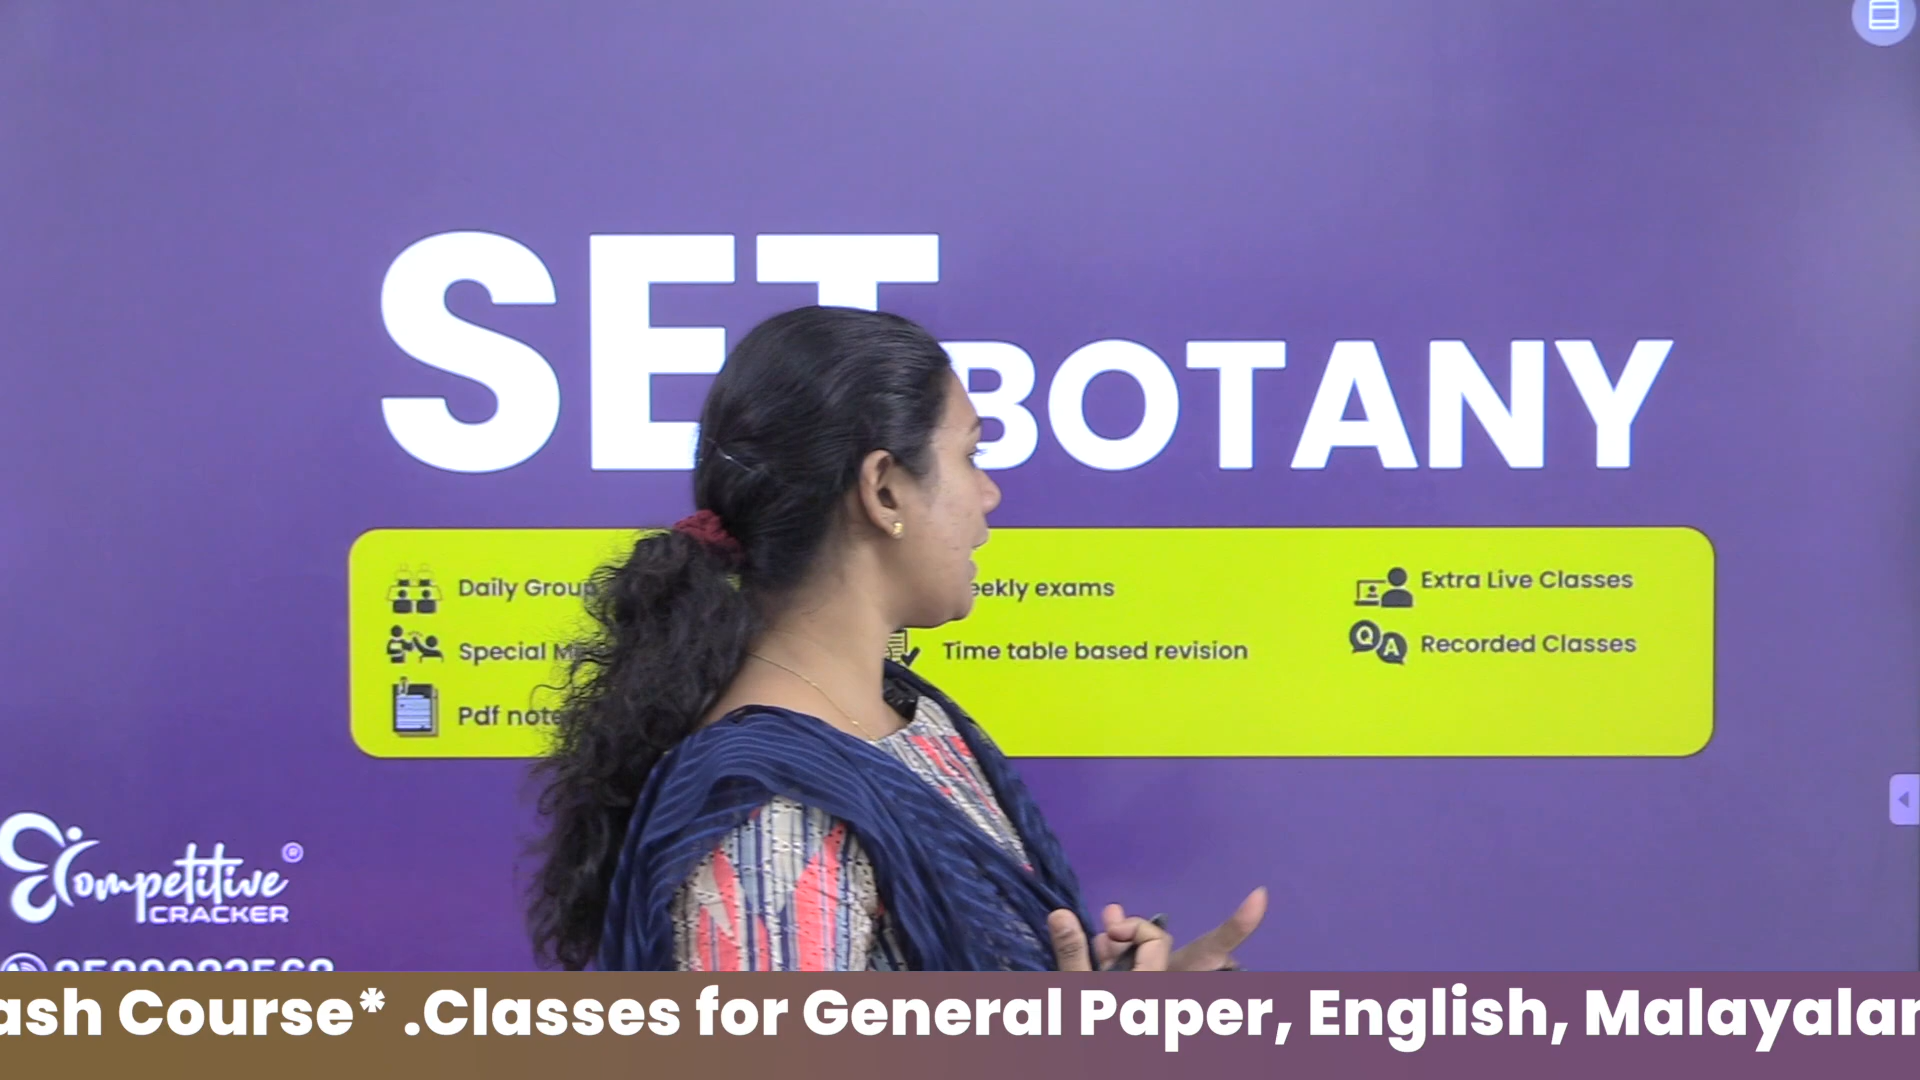 SET BOTANY
Daily Group
eekly exams
Extra Live Classes
Special M
Time table based revision
Recorded Classes
Q
A
Pdf note
Competitive
CRACKER
®
ash Course* .Classes for General Paper, English, Malayalam